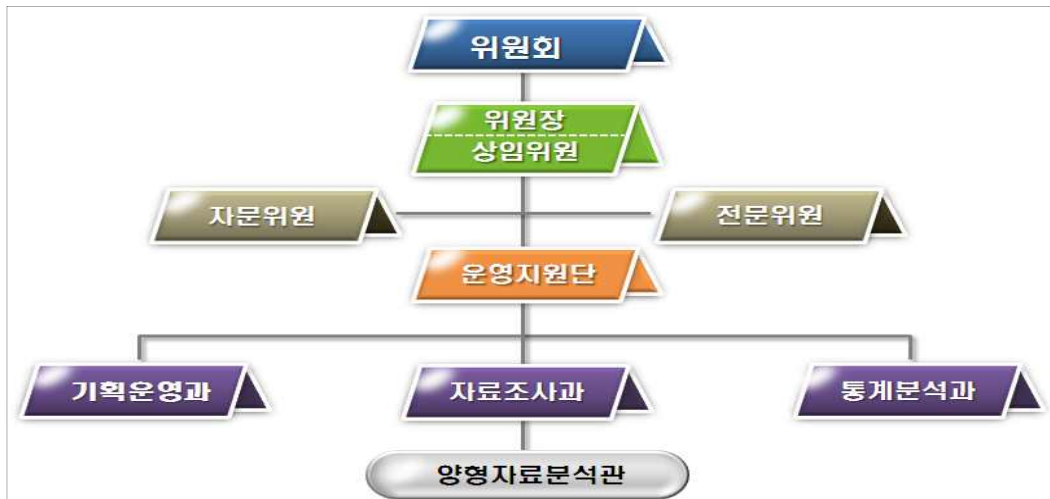 위원회
위원장
상임위원
자문위원
전문위원
운영지원단
기획운영과
자료조사과
통계분석과
양형자료분석관